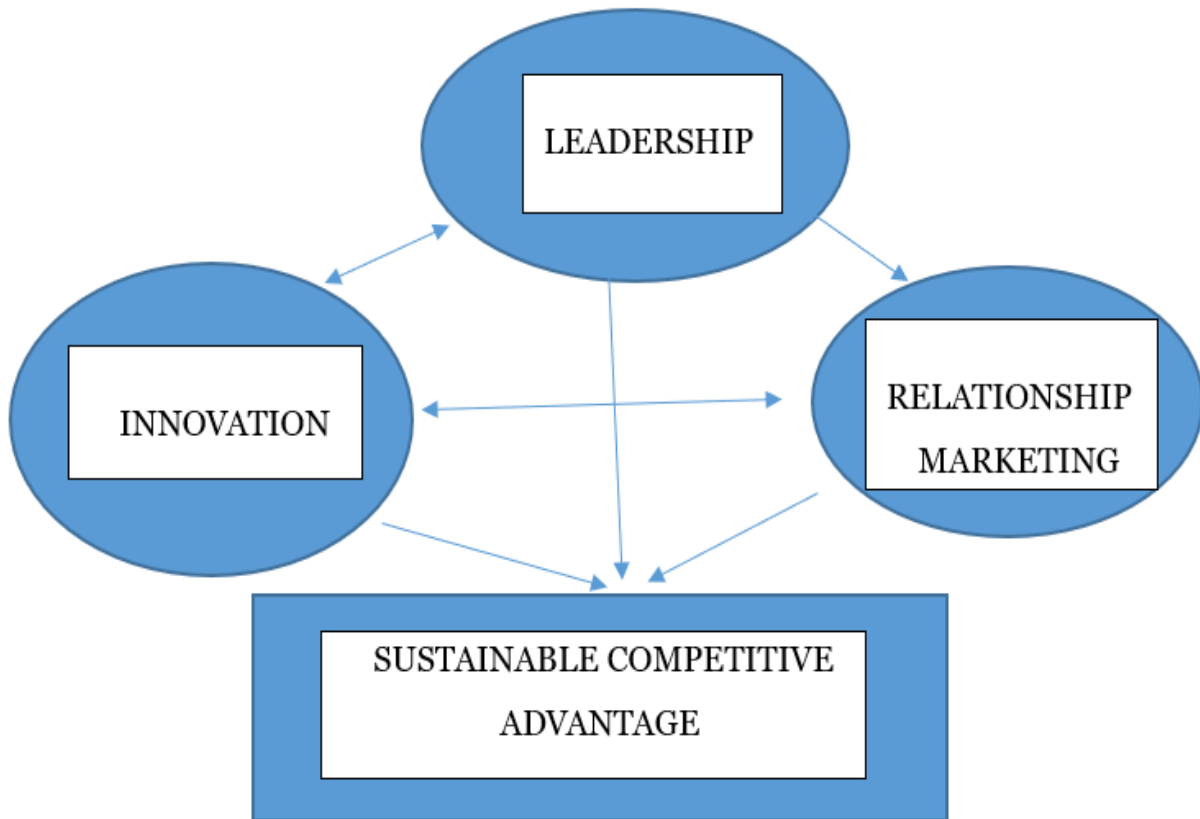 LEADERSHIP
INNOVATION
RELATIONSHIP
MARKETING
SUSTAINABLE COMPETITIVE
ADVANTAGE